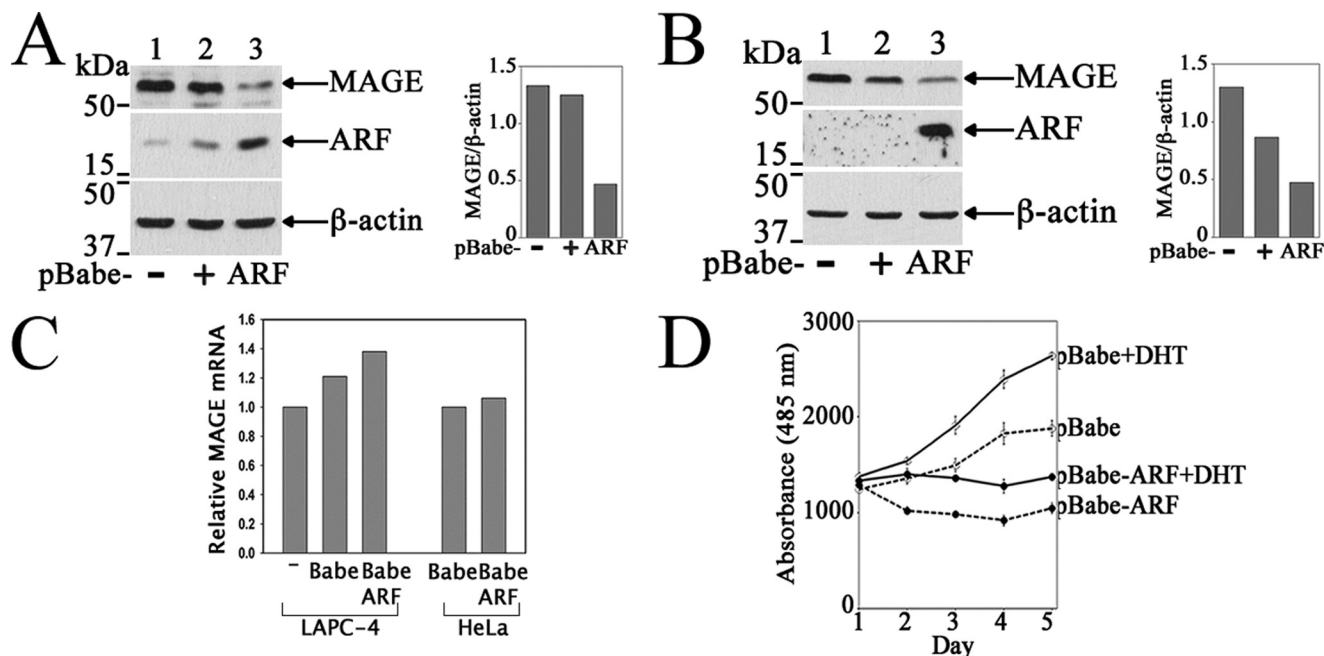 A
1 2 3
kDa
MAGE
50
ARF
15
50
β-actin
37
pBabe- - + ARF
MAGE/β-actin
1.5
1.0
0.5
0
pBabe- - + ARF
B
1 2 3
kDa
MAGE
50
ARF
15
50
β-actin
37
pBabe- - + ARF
MAGE/β-actin
1.5
1.0
0.5
0
pBabe- - + ARF
C
Relative MAGE mRNA
1.6
1.4
1.2
1.0
0.8
0.6
0.4
0.2
0.0
- Babe Babe ARF Babe Babe ARF
LAPC-4 HeLa
D
Absorbance (485 nm)
3000
2000
1000
0
pBabe+DHT
pBabe
pBabe-ARF+DHT
pBabe-ARF
1 2 3 4 5
Day